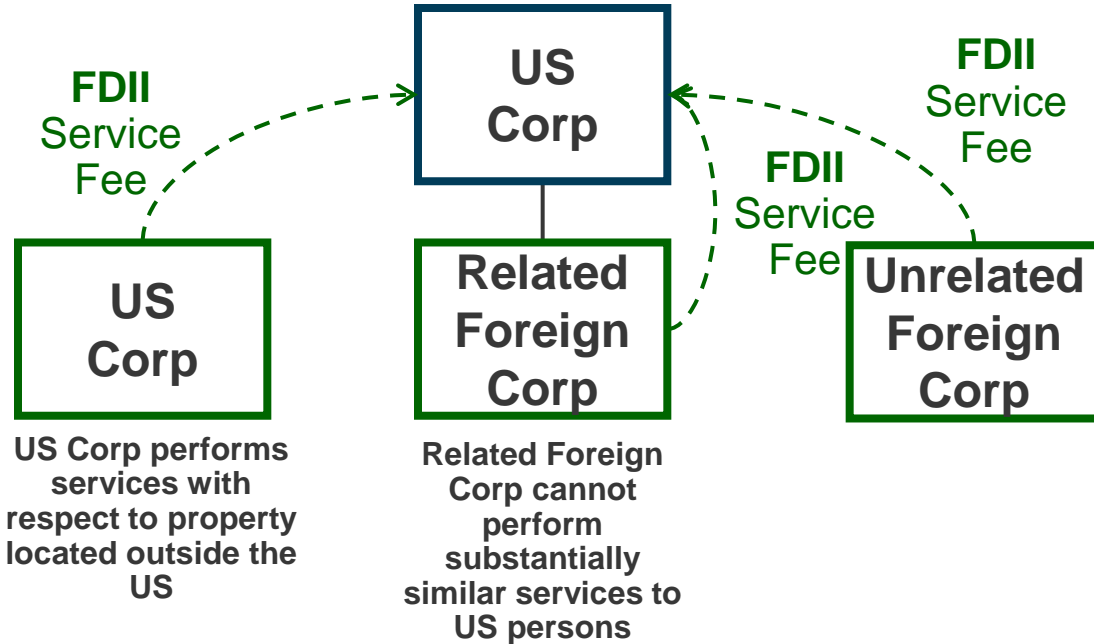 US
Corp
FDII
Service
Fee
FDII
Service
Fee
FDII
Service
Fee
US
Corp
Related
Foreign
Corp
Unrelated
Foreign
Corp
US Corp performs
services with
respect to property
located outside the
US
Related Foreign
Corp cannot
perform
substantially
similar services to
US persons